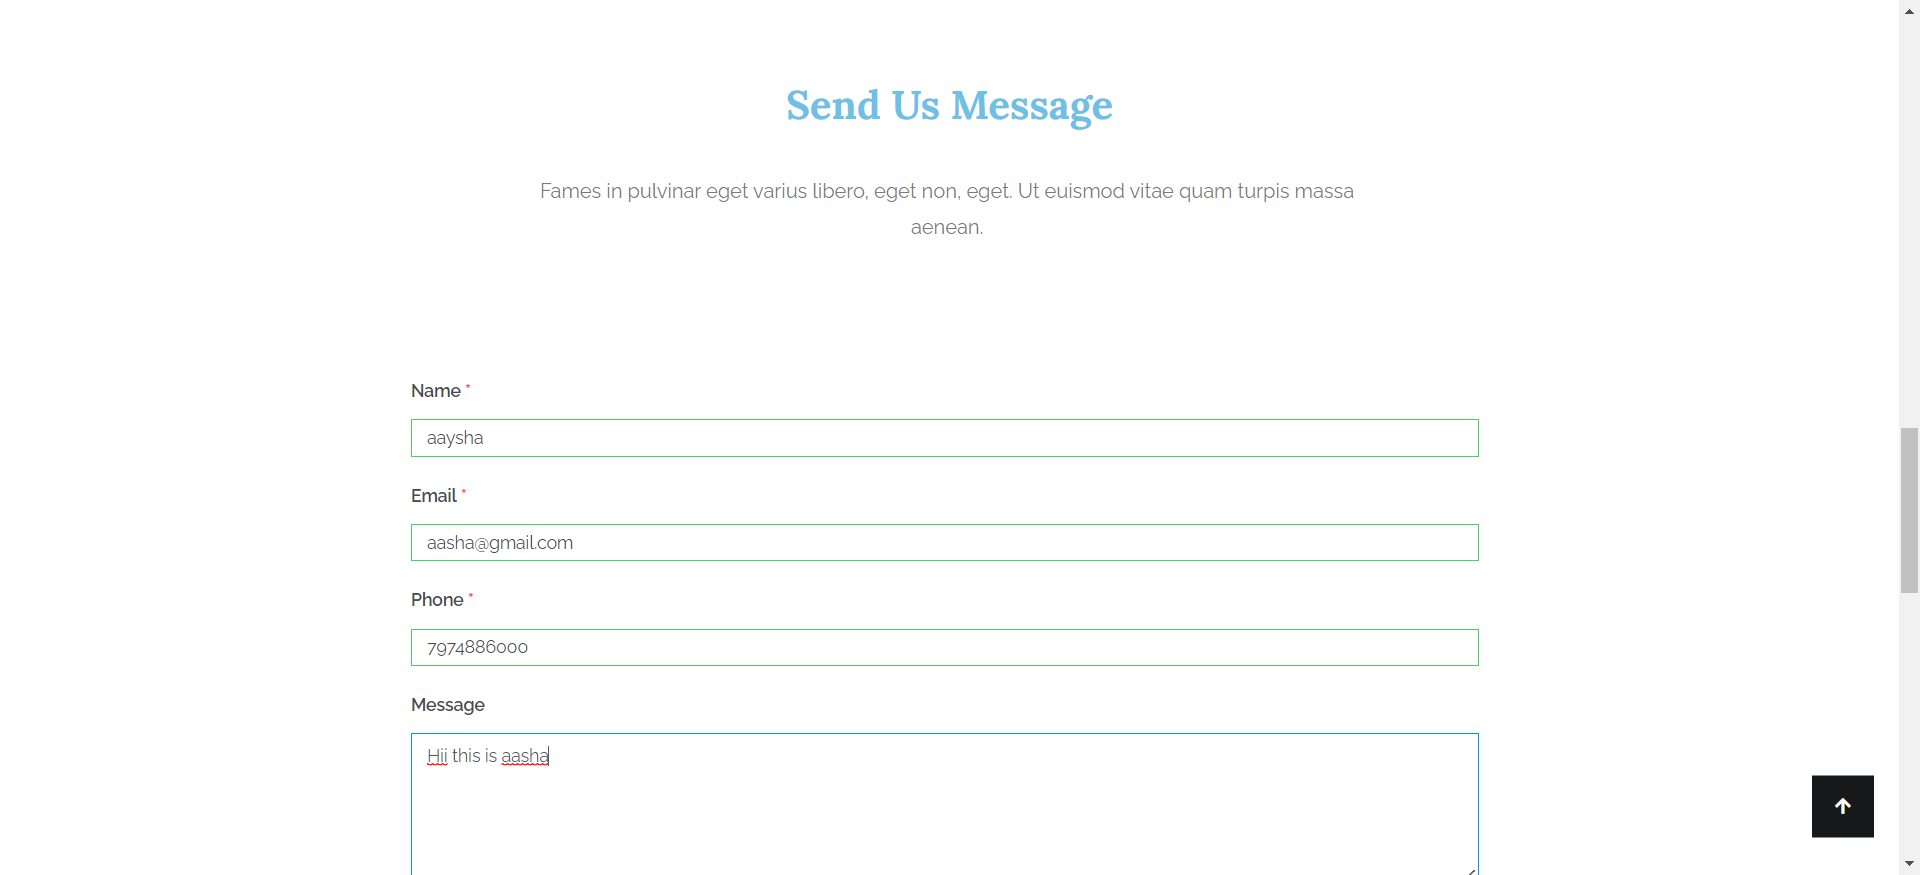 Send Us Message
Fames in pulvinar eget varius libero, eget non, eget. Ut euismod vitae quam turpis massa
aenean.
Name *
aaysha
Email *
aasha@gmail.com
Phone *
7974886000
Message
Hii this is aasha